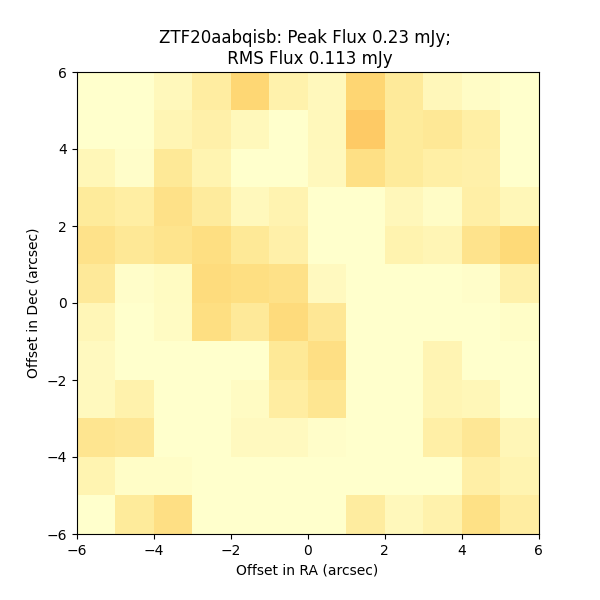 ZTF20aabqisb: Peak Flux 0.23 mJy;
RMS Flux 0.113 mJy
6
4
2
0
−2
−4
−6
Offset in Dec (arcsec)
−6 −4 −2 0 2 4 6
Offset in RA (arcsec)